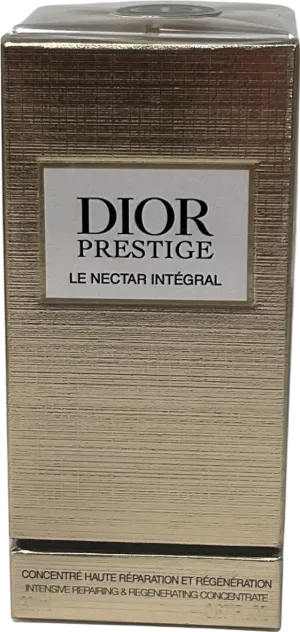 DIOR
PRESTIGE
LE NECTAR INTÉGRAL
CONCENTRÉ HAUTE RÉPARATION ET RÉGÉNÉRATION
INTENSIVE REPAIRING & REGENERATING CONCENTRATE